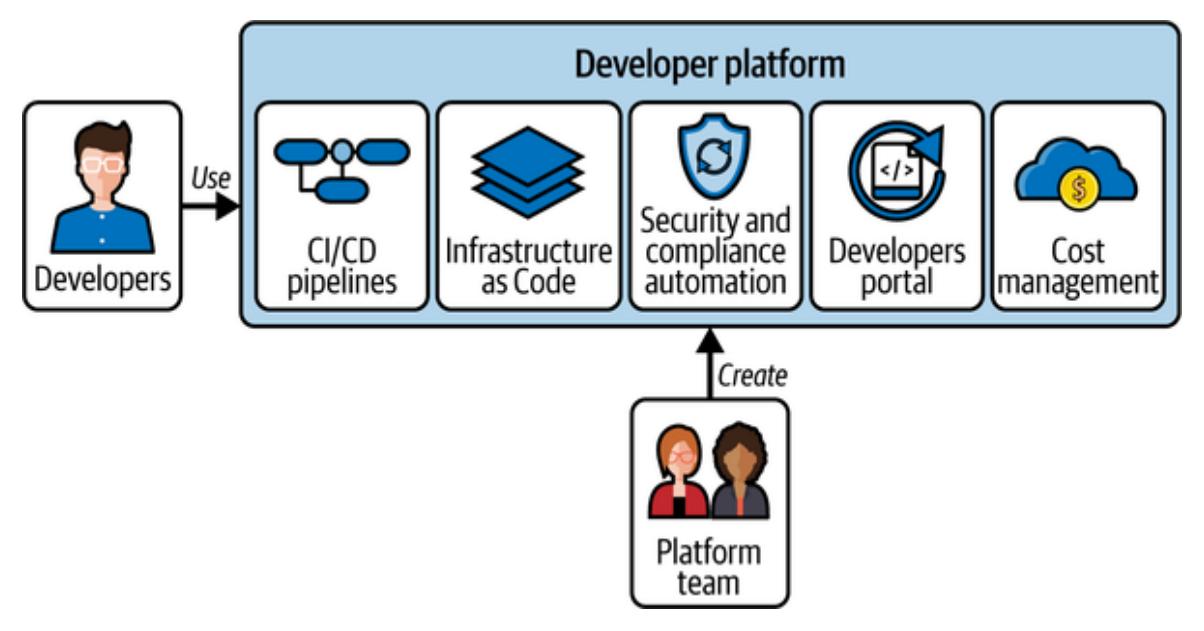 Developer platform
Developers
Use
CI/CD
pipelines
Infrastructure
as Code
Security and
compliance
automation
</>
Developers
portal
$
Cost
management
Create
Platform
team